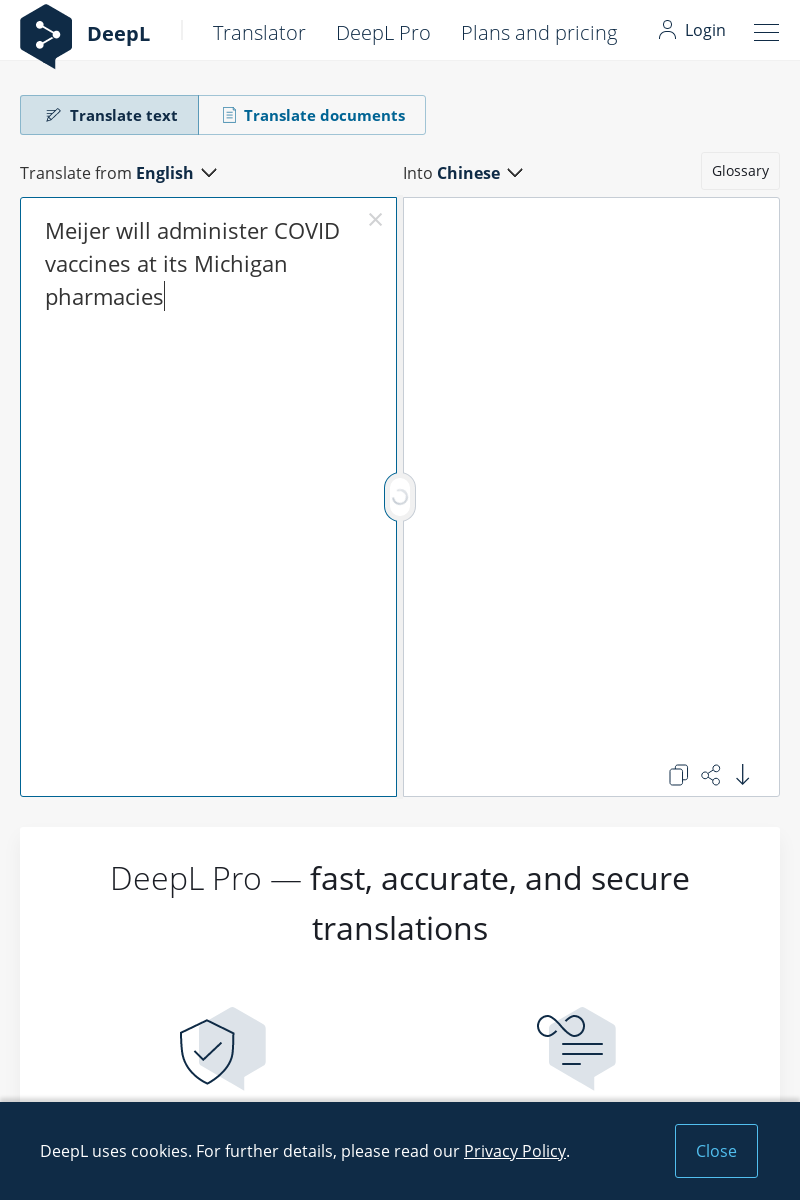 DeepL
Translator
DeepL Pro
Plans and pricing
Login
Translate text
Translate documents
Translate from English
Into Chinese
Glossary
Meijer will administer COVID
vaccines at its Michigan
pharmacies
DeepL Pro — fast, accurate, and secure
translations
DeepL uses cookies. For further details, please read our Privacy Policy.
Close